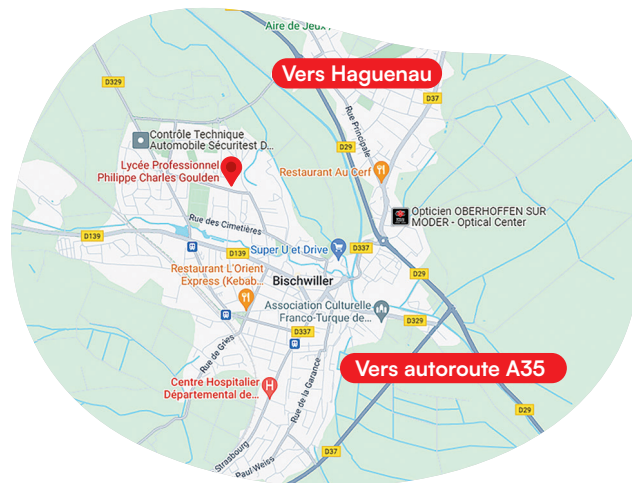 Aire de Jeux
Vers Haguenau
D329
D37
Rue Principale
Contrôle Technique
Automobile Sécuritest D...
D29
Lycée Professionnel
Philippe Charles Goulden
Restaurant Au Cerf
Opticien OBERHOFFEN SUR
MODER - Optical Center
Rue des Cimetières
D139
D139
Super U et Drive
D337
Restaurant L'Orient
Express (Kebab...
Bischwiller
D29
Association Culturelle
Franco-Turque de...
D329
D337
Rue de Gries
Vers autoroute A35
Centre Hospitalier
Départemental de...
Rue de la Garance
D29
D37
Strasbourg
Paul Weiss